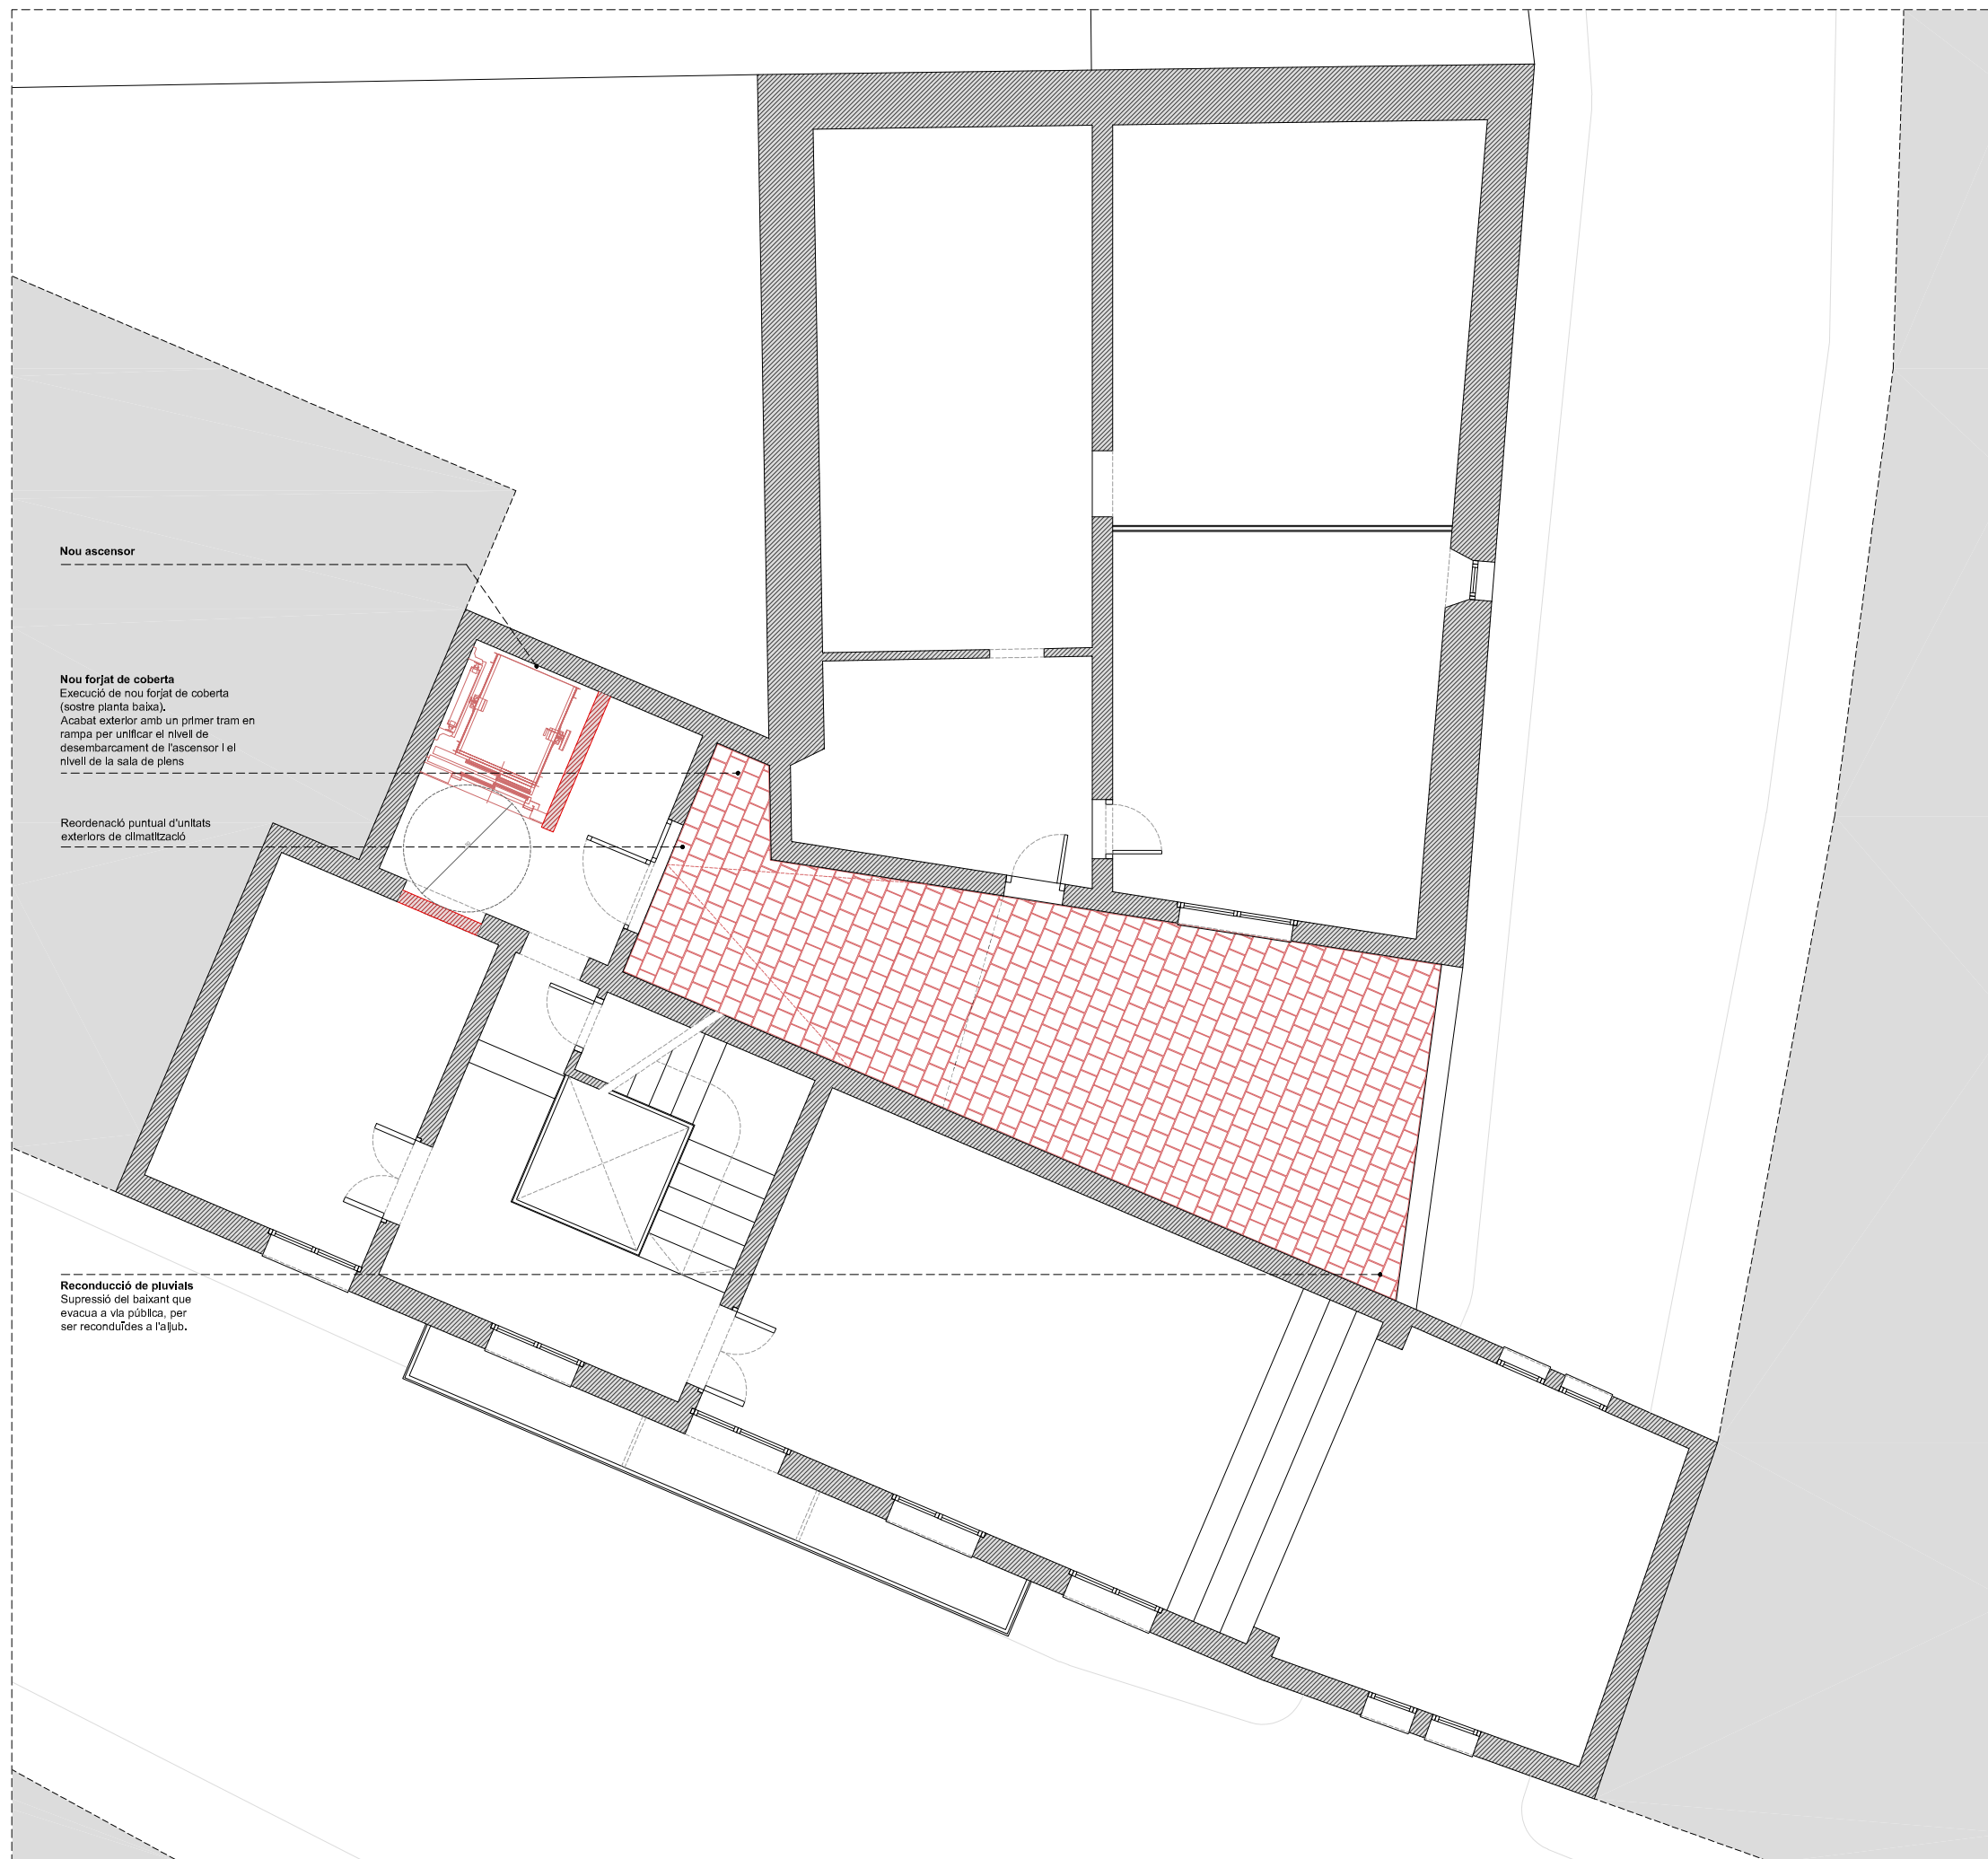 Nou ascensor
Nou forjat de coberta
Execució de nou forjat de coberta
(sostre planta baixa).
Acabat exterior amb un primer tram en
rampa per unificar el nivell de
desembarcament de l'ascensor i el
nivell de la sala de plens
Reordenació puntual d'unitats
exteriors de climatització
Reconducció de pluvials
Supressió del baixant que
evacua a via pública, per
ser reconduïdes a l'aljub.